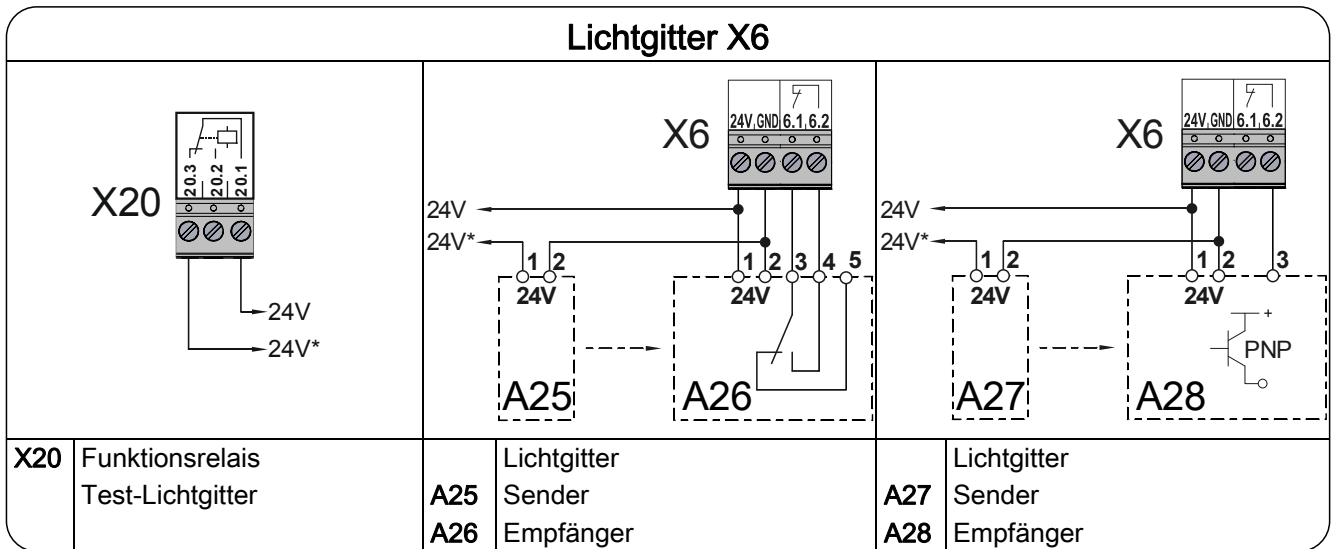 Lichtgitter X6
X20
20.3 20.2 20.1
24V
24V*
X6
24V GND 6.1 6.2
24V
24V*
1 2
24V
1 2 3 4 5
24V
A25
A26
X6
24V GND 6.1 6.2
24V
24V*
1 2
24V
1 2 3
24V
+
PNP
A27
A28
X20 Funktionsrelais
Test-Lichtgitter
Lichtgitter
A25 Sender
A26 Empfänger
Lichtgitter
A27 Sender
A28 Empfänger